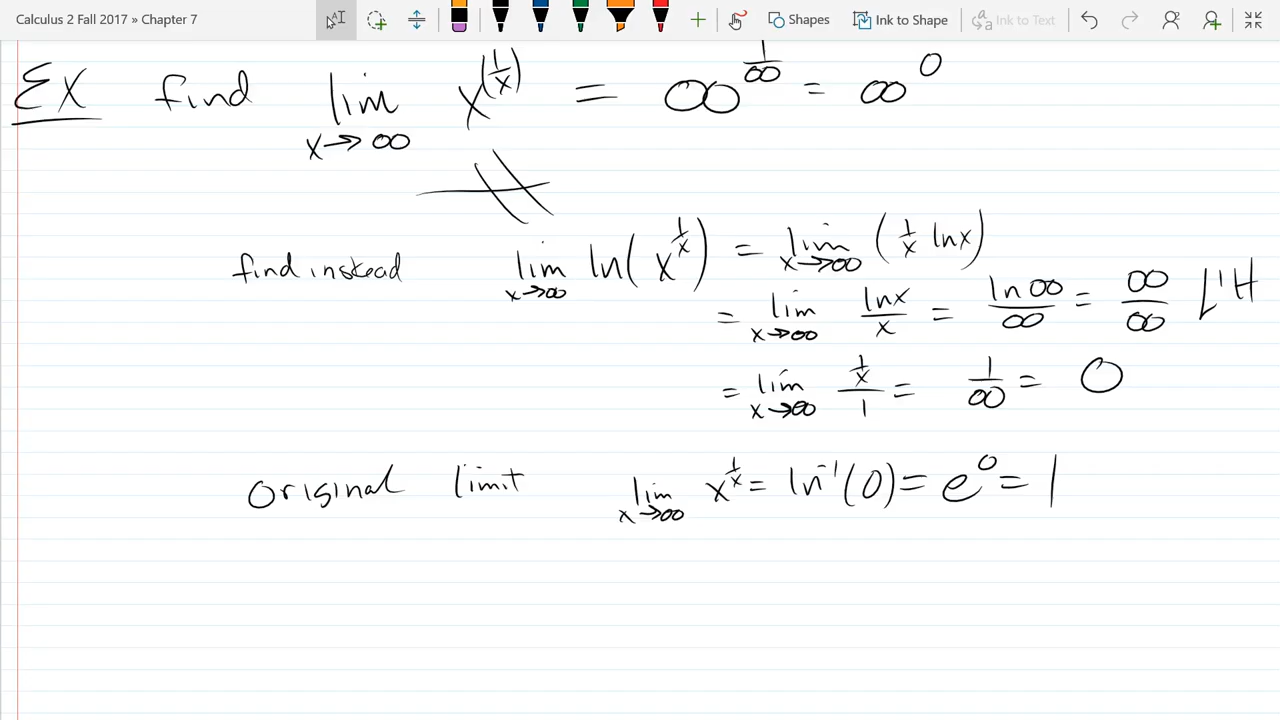 Calculus 2 Fall 2017 » Chapter 7 Shapes Ink to Shape Ink to Text
Ex find lim x→∞ x^(1/x) = ∞^(1/∞) = ∞^0
find instead lim x→∞ ln(x^(1/x)) = lim x→∞ (1/x ln x)
= lim x→∞ ln x / x = ln ∞ / ∞ = ∞/∞ L'H
= lim x→∞ (1/x)/1 = 1/∞ = 0
original limit lim x→∞ x^(1/x) = ln^-1(0) = e^0 = 1